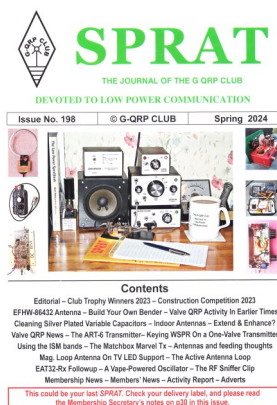 G·QRP CLUB
SPRAT
THE JOURNAL OF THE G QRP CLUB
DEVOTED TO LOW POWER COMMUNICATION
Issue No. 198 © G-QRP CLUB Spring 2024
Contents
Editorial – Club Trophy Winners 2023 – Construction Competition 2023
EFHW-86432 Antenna – Build Your Own Bender – Valve QRP Activity In Earlier Times
Cleaning Silver Plated Variable Capacitors – Indoor Antennas – Extend & Enhance?
Valve QRP News – The ART-6 Transmitter– Keying WSPR On a One-Valve Transmitter
Using the ISM bands – The Matchbox Marvel Tx – Antennas and feeding thoughts
Mag. Loop Antenna On TV LED Support – The Active Antenna Loop
EAT32-Rx Followup – A Vape-Powered Oscillator – The RF Sniffer Clip
Membership News – Members' News – Activity Report – Adverts
This could be your last SPRAT. Check your delivery label, and please read
the Membership Secretary's notes on p30 in this issue.